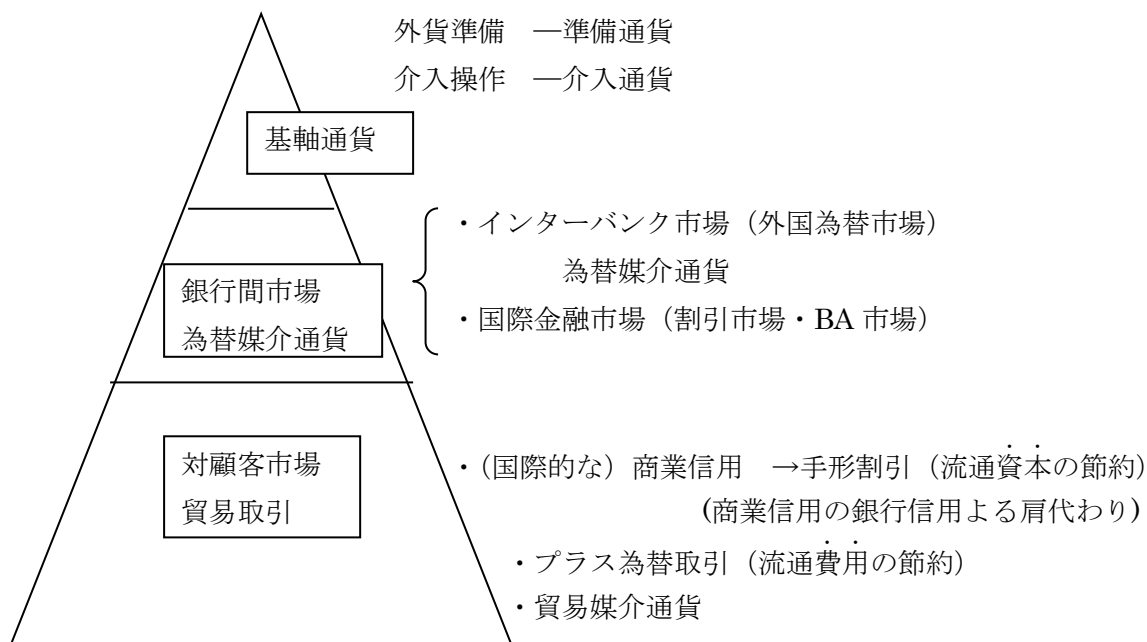 外貨準備　―準備通貨
介入操作　―介入通貨
基軸通貨
・インターバンク市場（外国為替市場）
為替媒介通貨
銀行間市場
為替媒介通貨
・国際金融市場（割引市場・BA 市場）
対顧客市場
貿易取引
・（国際的な）商業信用　→手形割引（流通資本の節約）
(商業信用の銀行信用よる肩代わり)
・プラス為替取引（流通費用の節約）
・貿易媒介通貨